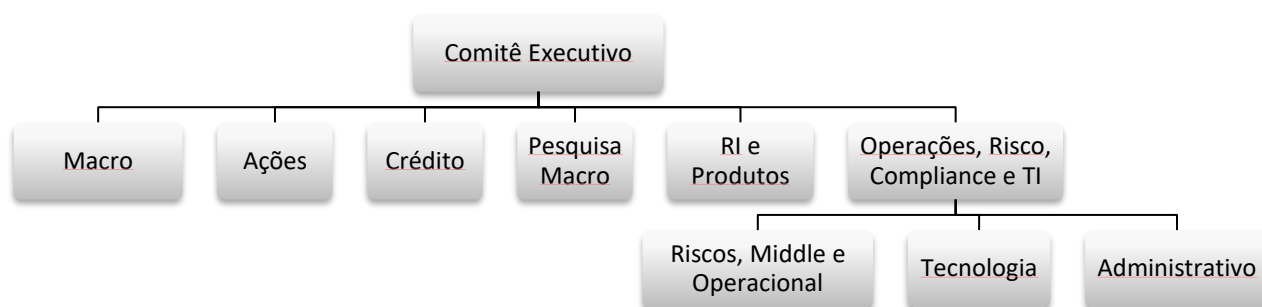 Comitê Executivo
Macro
Ações
Crédito
Pesquisa
Macro
RI e
Produtos
Operações, Risco,
Compliance e TI
Riscos, Middle e
Operacional
Tecnologia
Administrativo